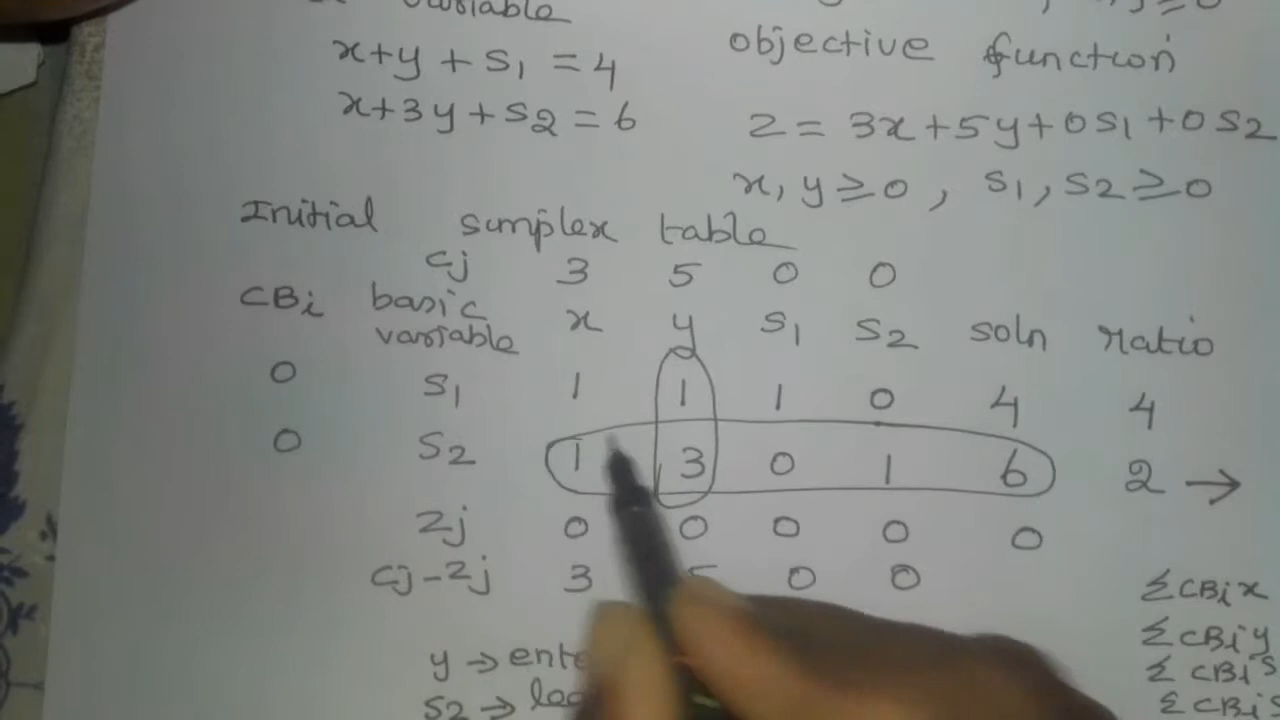 variable
x+y+s1 = 4
x+3y+s2 = 6
objective function
z = 3x+5y+0s1+0s2
x, y ≥ 0, s1, s2 ≥ 0
Initial simplex table
cj 3 5 0 0
CBi basic variable x y s1 s2 soln ratio
0 s1 1 1 1 0 4 4
0 s2 1 3 0 1 6 2 →
zj 0 0 0 0 0
cj-zj 3 5 0 0
y →
s2 →
ΣCBix
ΣCBiy
ΣCBis
ΣCBis